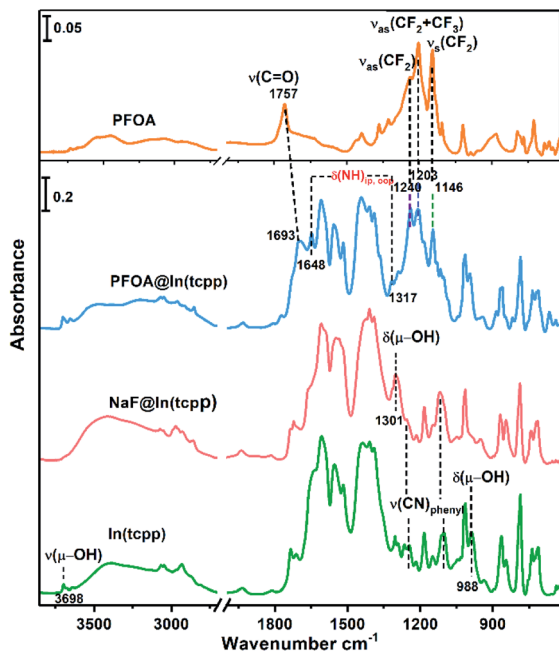 0.05
νas(CF2+CF3)
νs(CF2)
νas(CF2)
ν(C=O)
1757
PFOA
0.2
δ(NH)ip, oop
1240
1203
1146
1693
1648
1317
PFOA@In(tcpp)
δ(μ–OH)
NaF@In(tcpp)
1301
ν(CN)phenyl
δ(μ–OH)
In(tcpp)
ν(μ–OH)
3698
988
3500
3000
1800
1500
1200
900
Wavenumber cm-1
Absorbance